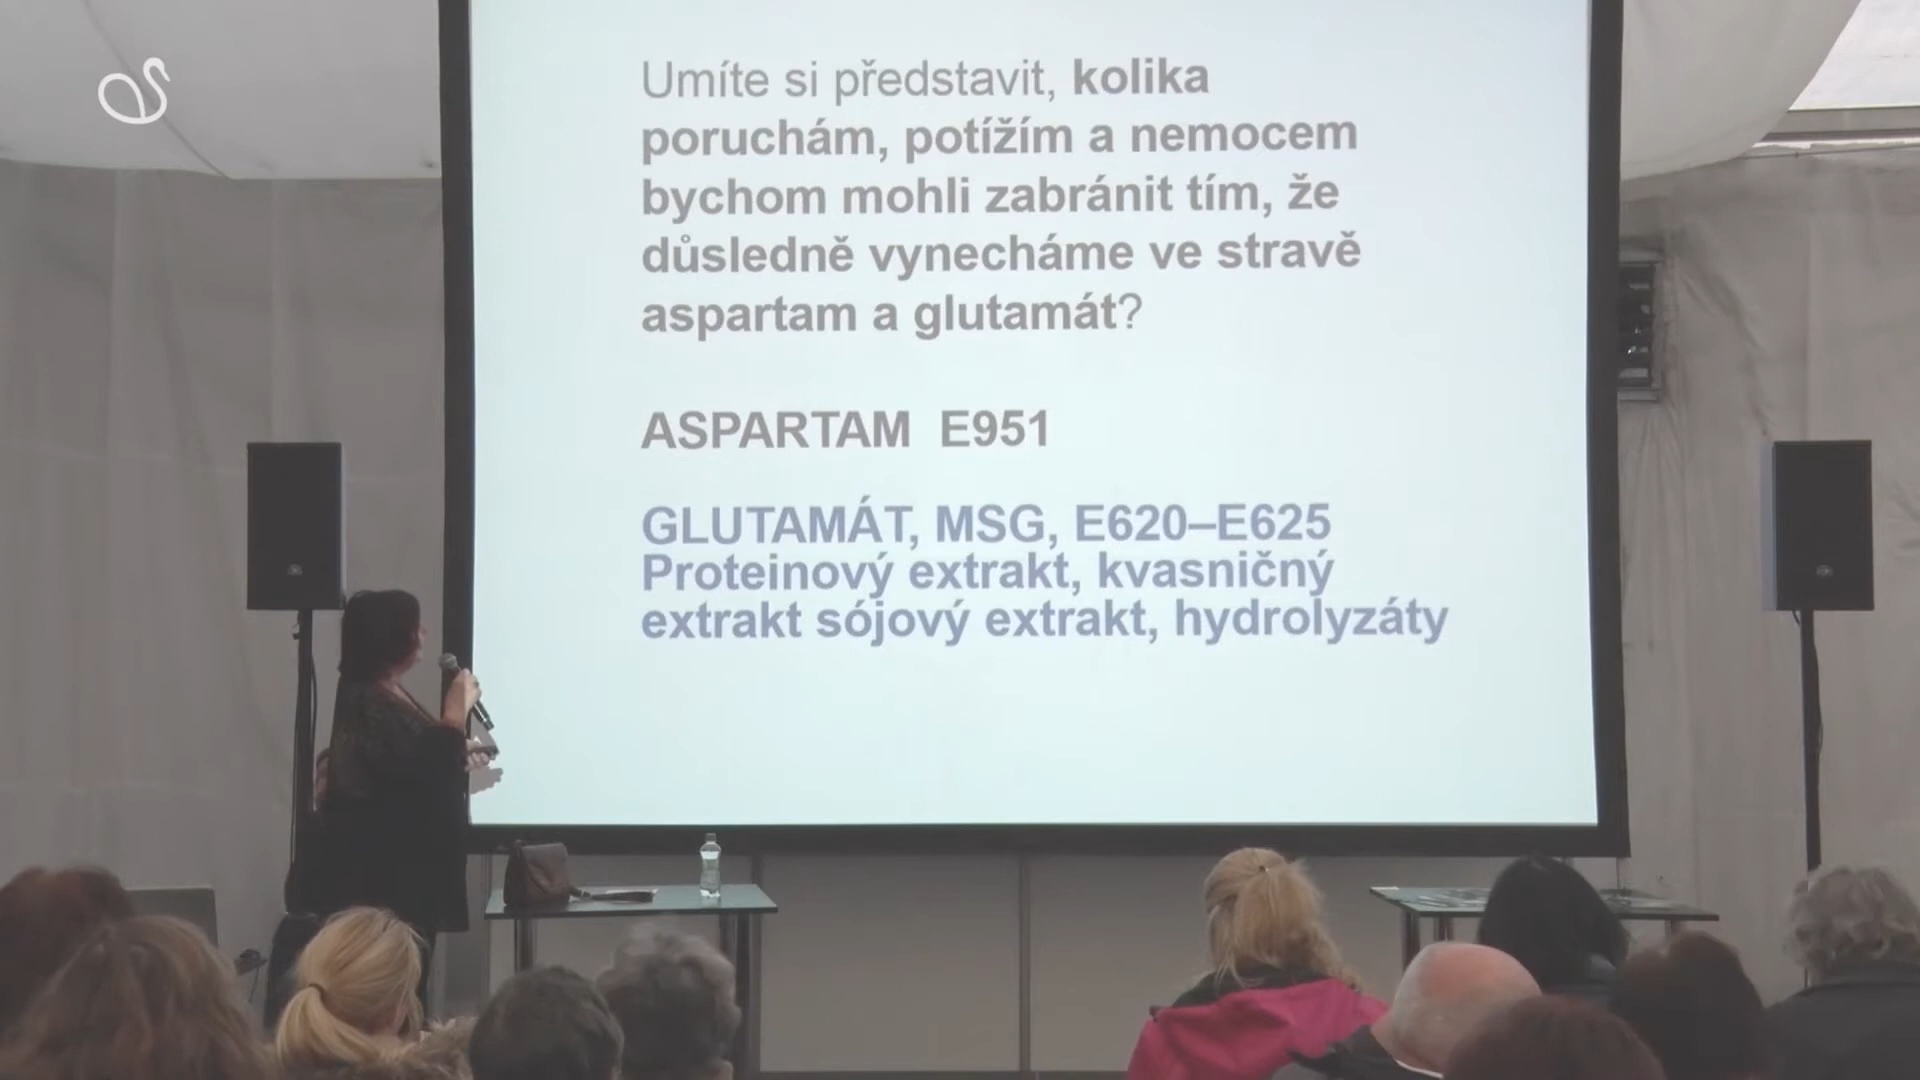 Umíte si představit, kolika
poruchám, potížím a nemocem
bychom mohli zabránit tím, že
důsledně vynecháme ve stravě
aspartam a glutamát?
ASPARTAM E951
GLUTAMÁT, MSG, E620–E625
Proteinový extrakt, kvasničný
extrakt sójový extrakt, hydrolyzáty